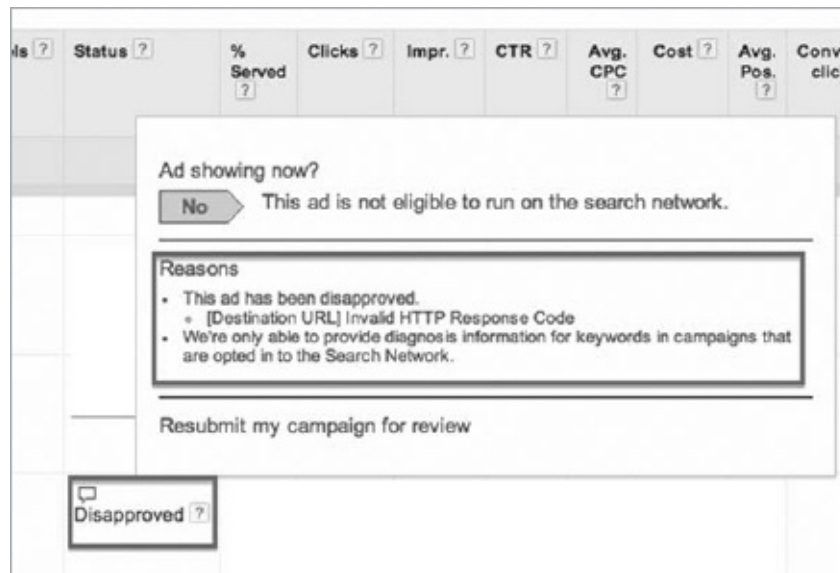 Status ? % Clicks ? Impr. ? CTR ? Avg. Cost ? Avg.
Served CPC Pos.
? ? ?
Ad showing now?
No This ad is not eligible to run on the search network.
Reasons
• This ad has been disapproved.
◦ [Destination URL] Invalid HTTP Response Code
• We're only able to provide diagnosis information for keywords in campaigns that
are opted in to the Search Network.
Resubmit my campaign for review
Disapproved ?